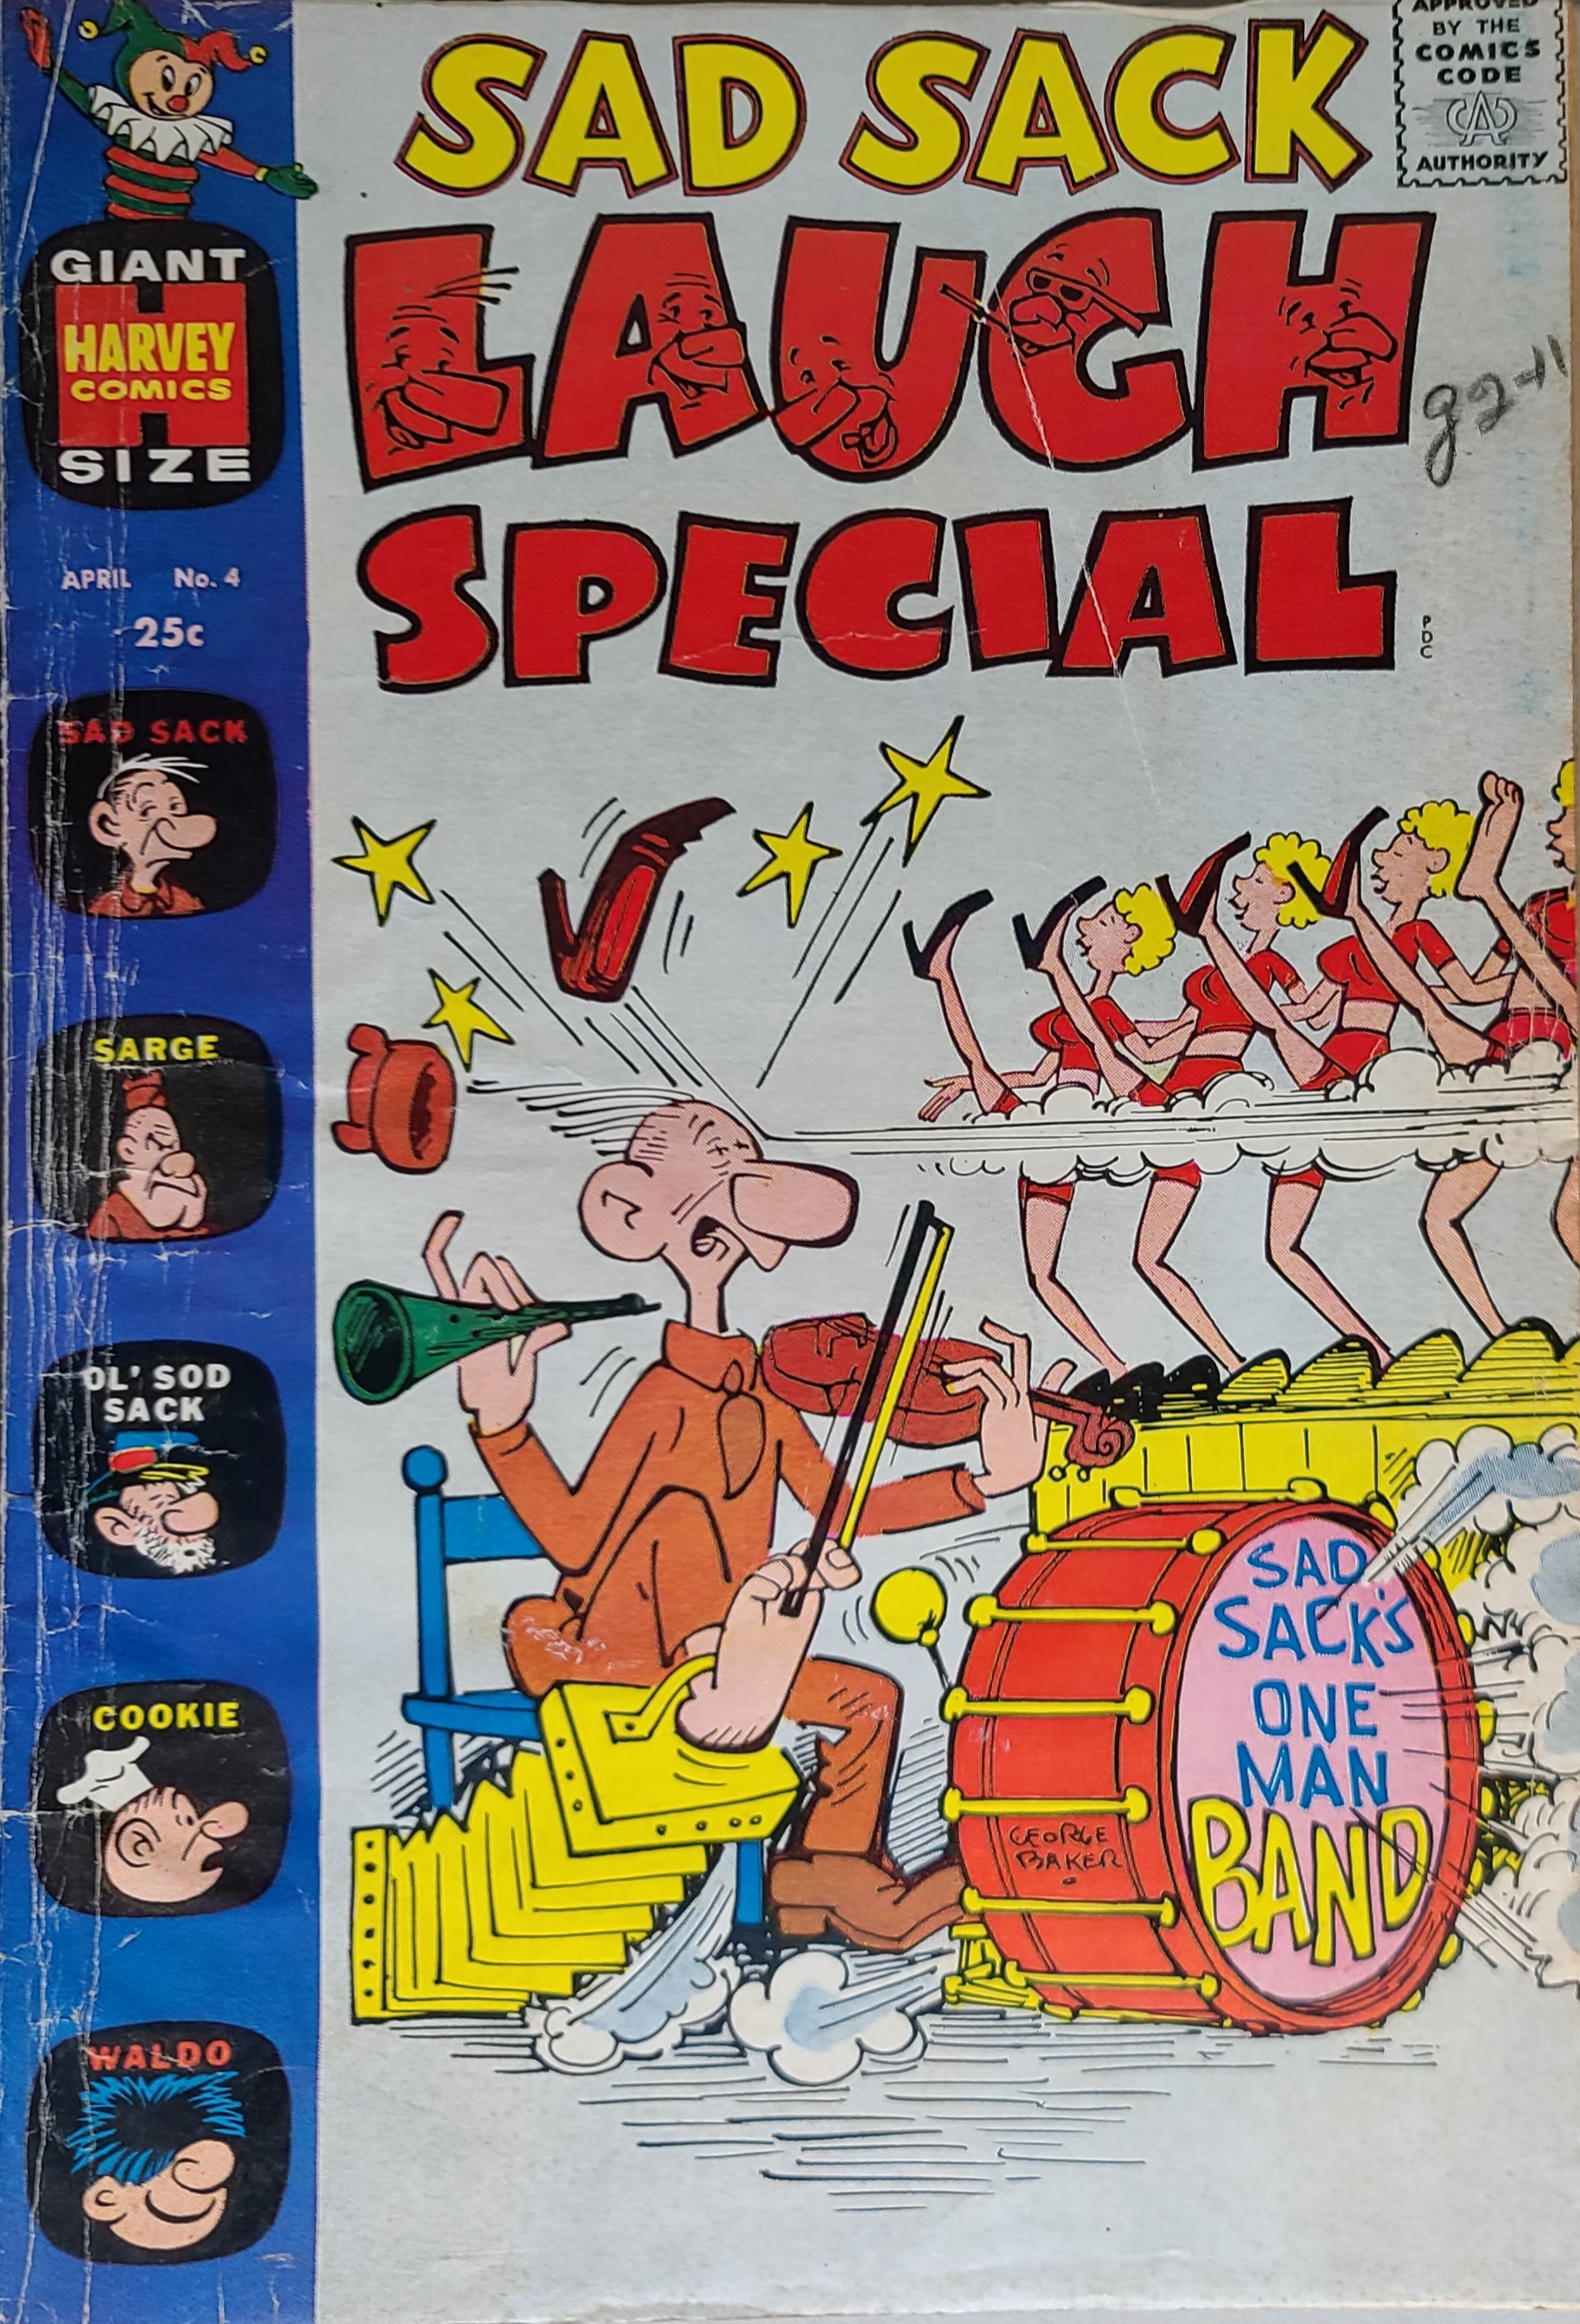 SAD SACK
LAUGH
SPECIAL
APPROVED
BY THE
COMICS
CODE
AUTHORITY
GIANT
HARVEY
COMICS
SIZE
APRIL No. 4
25c
PDC
SAD SACK
SARGE
OL' SOD
SACK
COOKIE
WALDO
SAD
SACK'S
ONE
MAN
BAND
GEORGE
BAKER